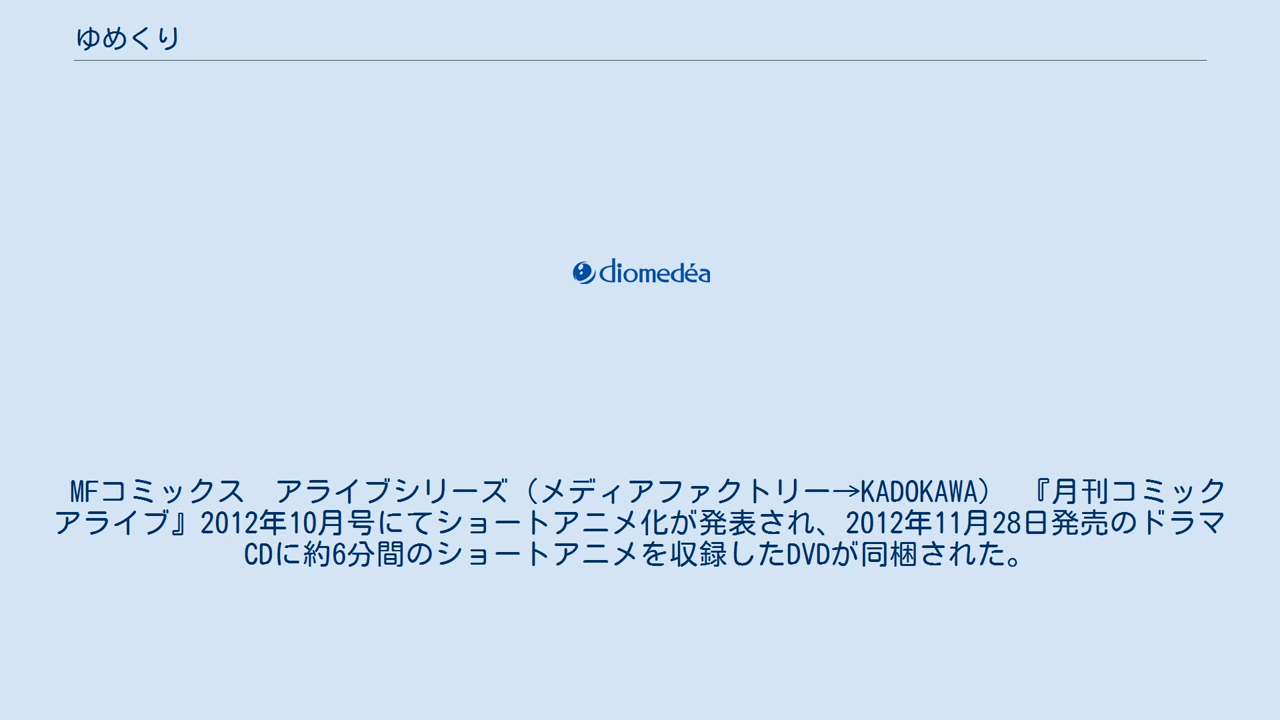 ゆめくり
diomedéa
MFコミックス　アライブシリーズ（メディアファクトリー→KADOKAWA）　『月刊コミック
アライブ』2012年10月号にてショートアニメ化が発表され、2012年11月28日発売のドラマ
CDに約6分間のショートアニメを収録したDVDが同梱された。